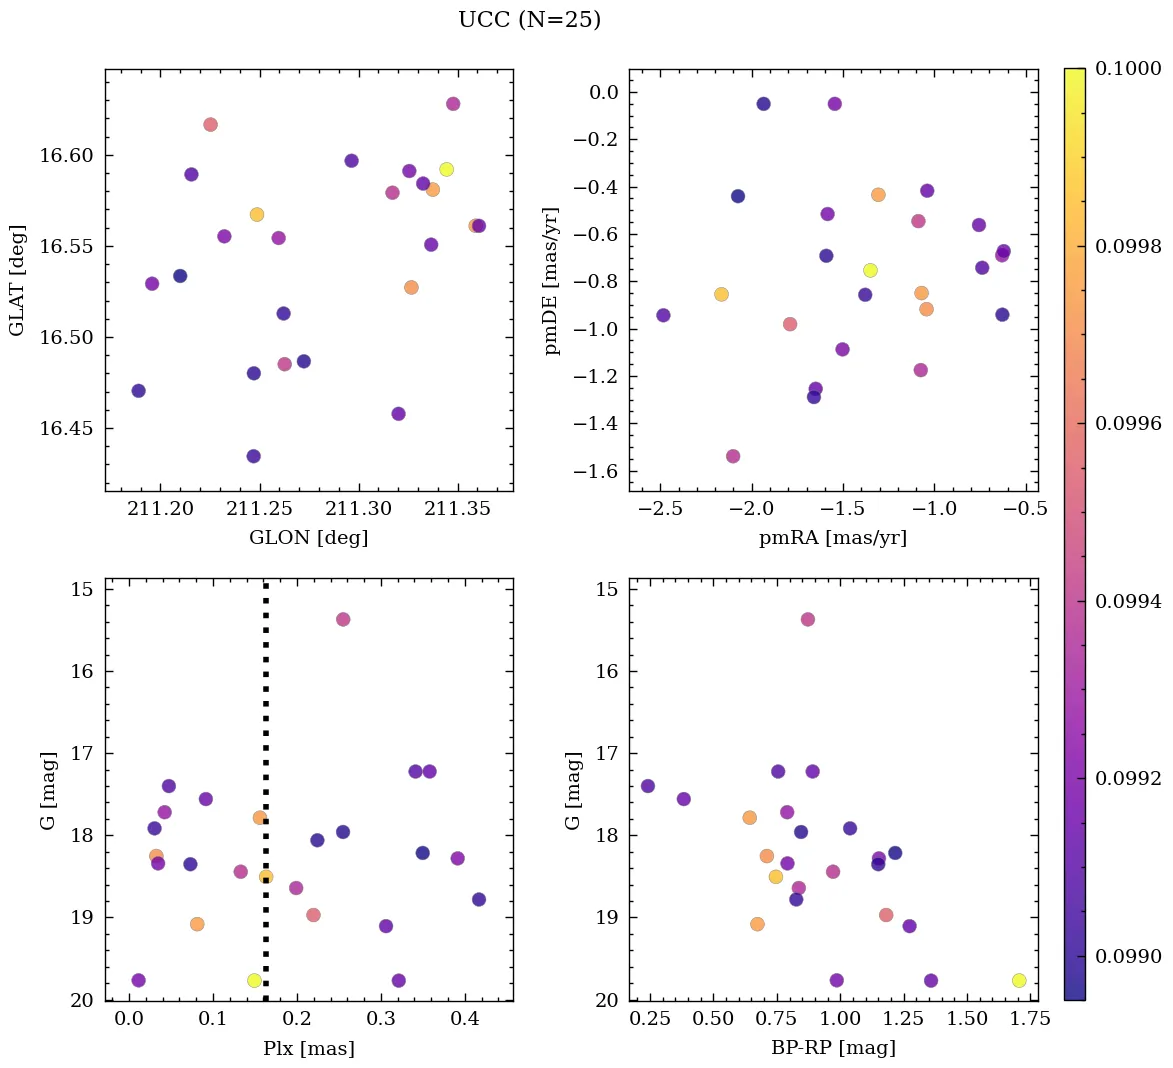 UCC (N=25)
16.60
16.55
16.50
16.45
GLAT [deg]
211.20 211.25 211.30 211.35
GLON [deg]
0.0
−0.2
−0.4
−0.6
−0.8
−1.0
−1.2
−1.4
−1.6
pmDE [mas/yr]
−2.5 −2.0 −1.5 −1.0 −0.5
pmRA [mas/yr]
15
16
17
18
19
20
G [mag]
0.0 0.1 0.2 0.3 0.4
Plx [mas]
15
16
17
18
19
20
G [mag]
0.25 0.50 0.75 1.00 1.25 1.50 1.75
BP-RP [mag]
0.1000
0.0998
0.0996
0.0994
0.0992
0.0990